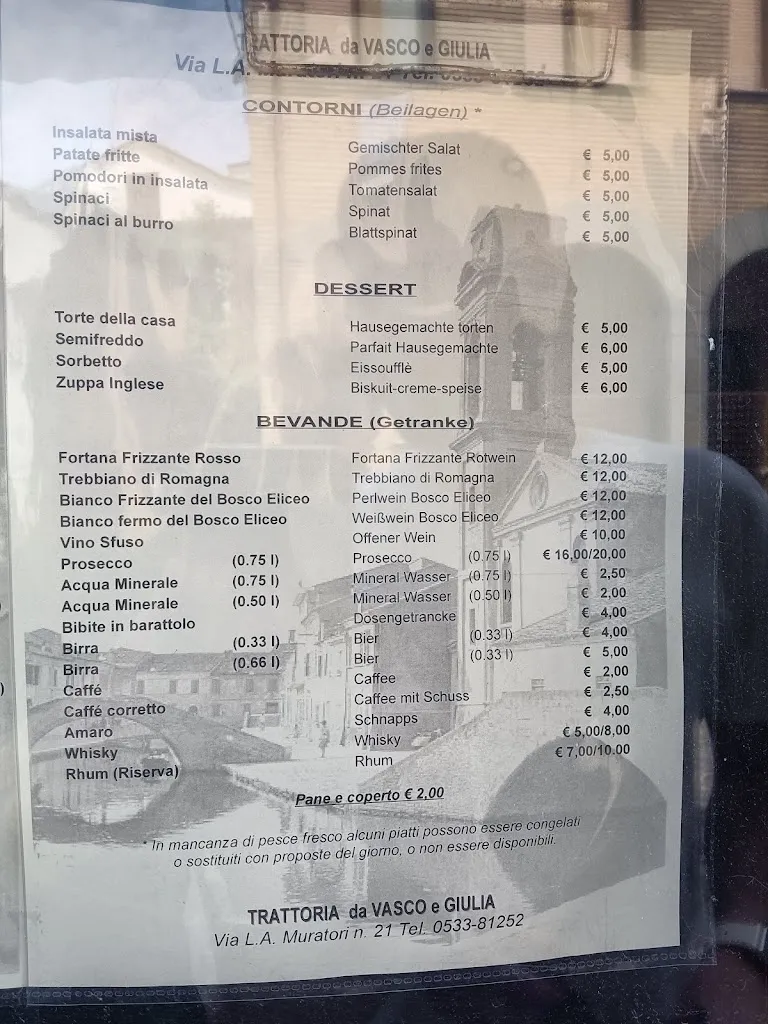 TRATTORIA da VASCO e GIULIA
Via L.A.
CONTORNI (Beilagen) *
Insalata mista Gemischter Salat € 5,00
Patate fritte Pommes frites € 5,00
Pomodori in insalata Tomatensalat € 5,00
Spinaci Spinat € 5,00
Spinaci al burro Blattspinat € 5,00
DESSERT
Torte della casa Hausegemachte torten € 5,00
Semifreddo Parfait Hausegemachte € 6,00
Sorbetto Eissoufflè € 5,00
Zuppa Inglese Biskuit-creme-speise € 6,00
BEVANDE (Getranke)
Fortana Frizzante Rosso Fortana Frizzante Rotwein € 12,00
Trebbiano di Romagna Trebbiano di Romagna € 12,00
Bianco Frizzante del Bosco Eliceo Perlwein Bosco Eliceo € 12,00
Bianco fermo del Bosco Eliceo Weißwein Bosco Eliceo € 12,00
Vino Sfuso Offener Wein € 10,00
Prosecco (0.75 l) Prosecco (0.75 l) € 16,00/20,00
Acqua Minerale (0.75 l) Mineral Wasser (0.75 l) € 2,50
Acqua Minerale (0.50 l) Mineral Wasser (0.50 l) € 2,00
Bibite in barattolo Dosengetrancke € 4,00
Birra (0.33 l) Bier (0.33 l) € 4,00
Birra (0.66 l) Bier (0.33 l) € 5,00
Caffé Caffee € 2,00
Caffé corretto Caffee mit Schuss € 2,50
Amaro Schnapps € 4,00
Whisky Whisky € 5,00/8,00
Rhum (Riserva) Rhum € 7,00/10.00
Pane e coperto € 2,00
* In mancanza di pesce fresco alcuni piatti possono essere congelati
o sostituiti con proposte del giorno, o non essere disponibili.
TRATTORIA da VASCO e GIULIA
Via L.A. Muratori n. 21 Tel. 0533-81252